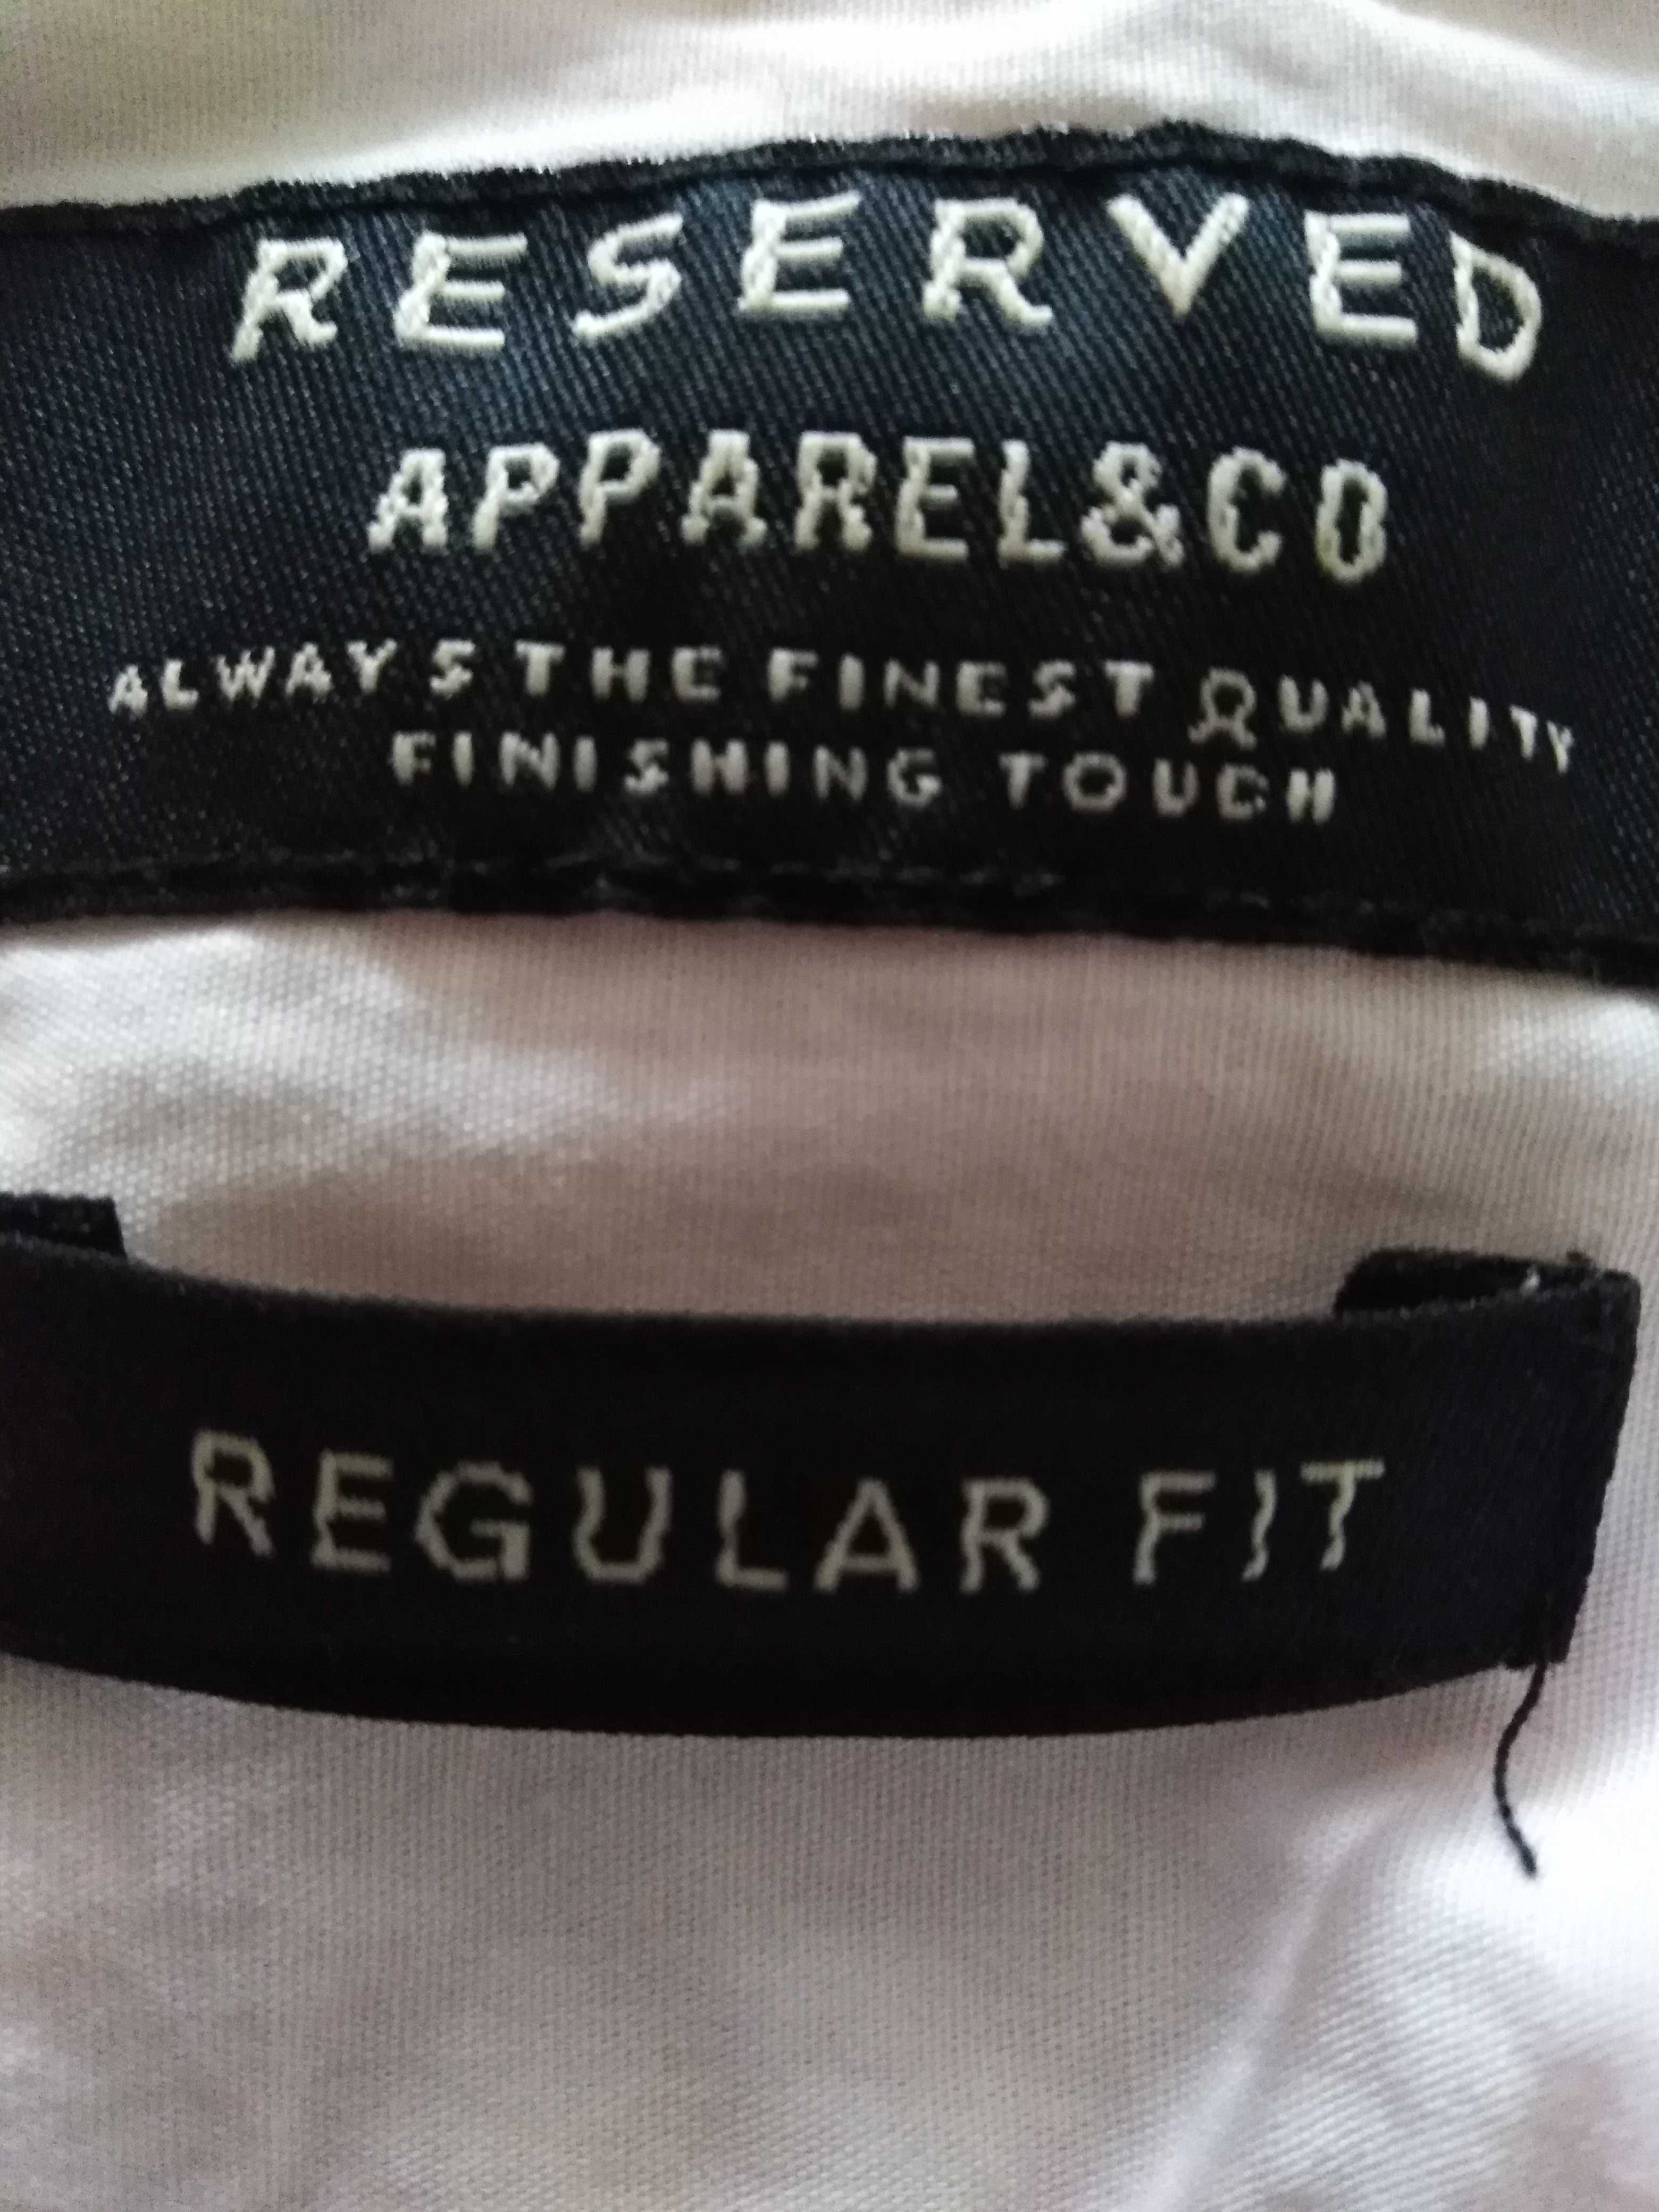 RESERVED
APPAREL&CO
ALWAYS THE FINEST QUALITY
FINISHING TOUCH
REGULAR FIT